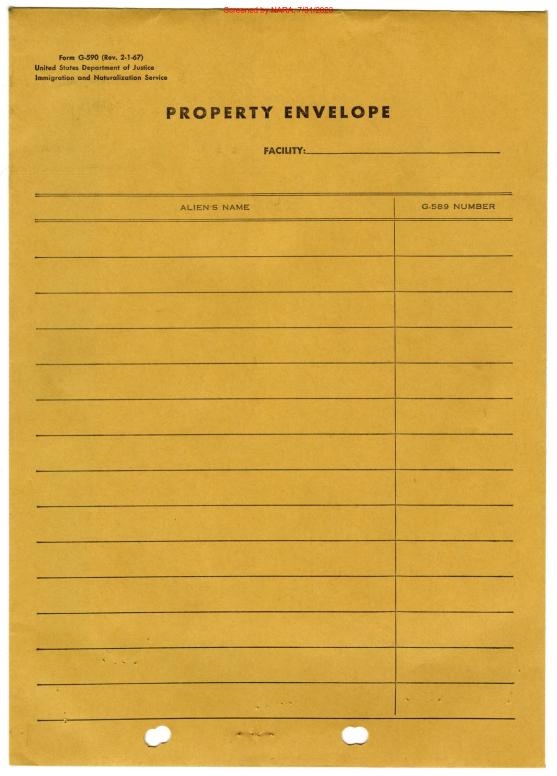 Screened by NARA, 7/31/2023
Form G-590 (Rev. 2-1-67)
United States Department of Justice
Immigration and Naturalization Service
PROPERTY ENVELOPE
FACILITY:
ALIEN'S NAME G-589 NUMBER